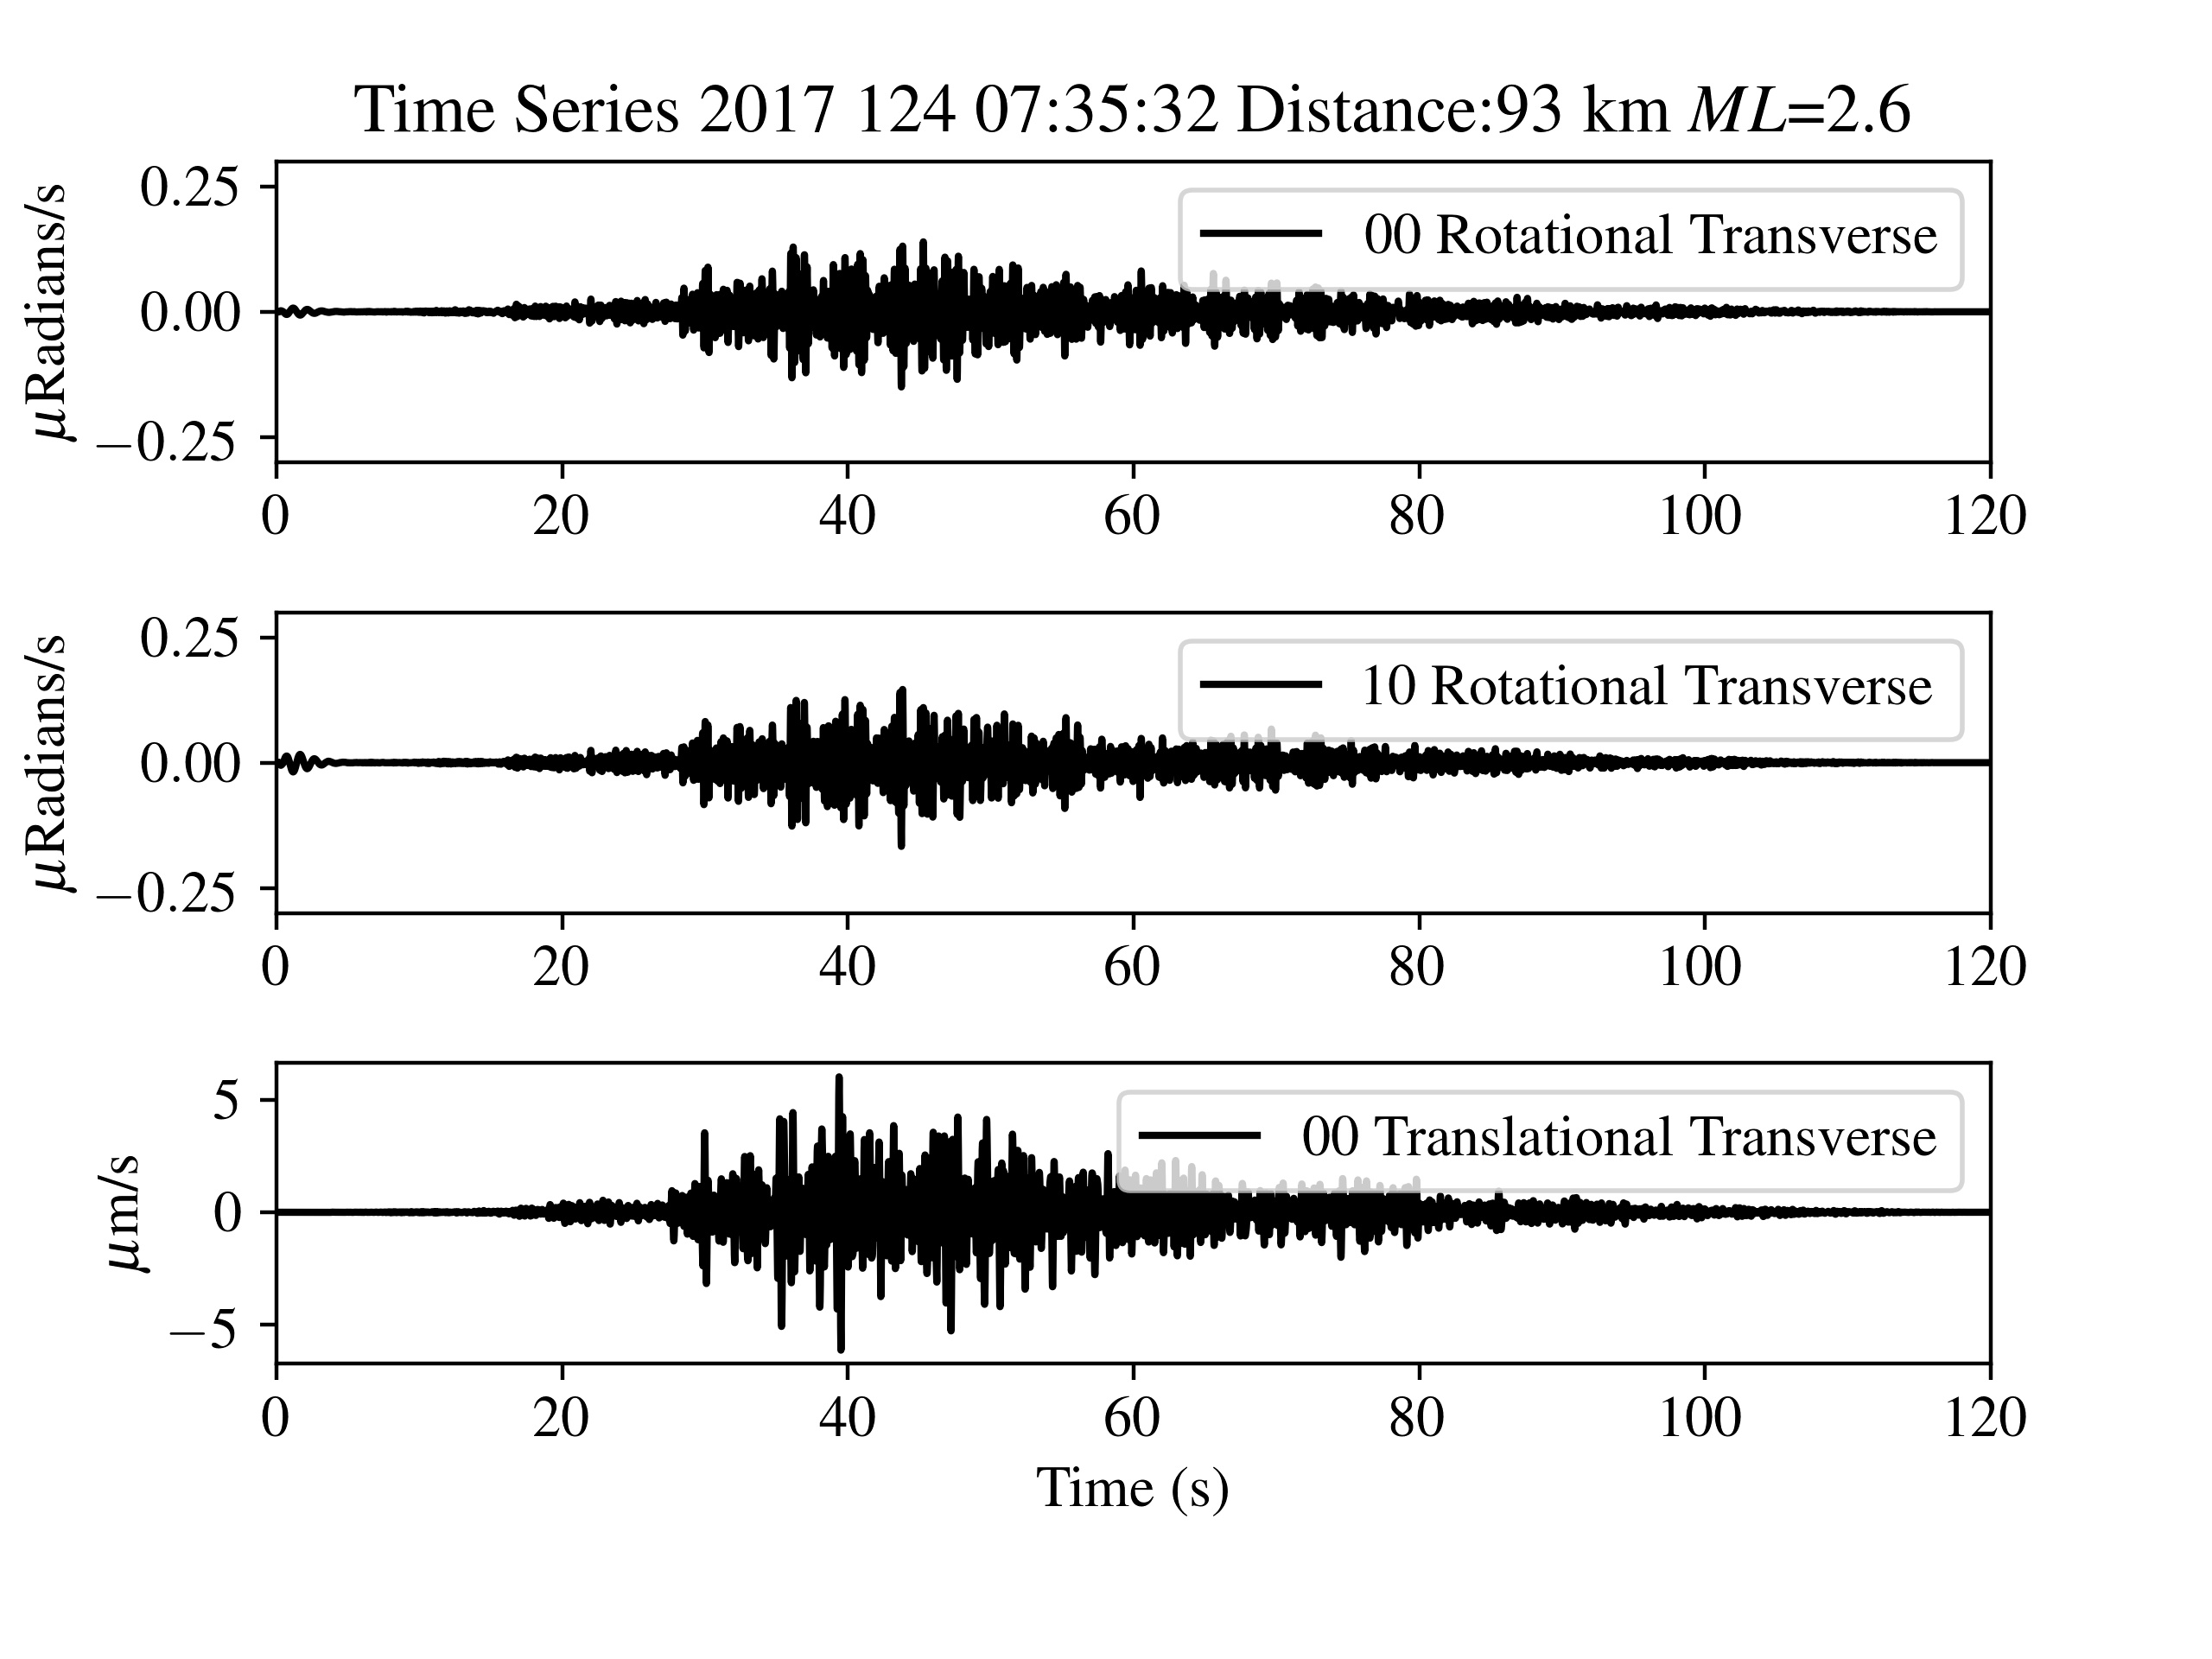 Time Series 2017 124 07:35:32 Distance:93 km ML=2.6
μRadians/s
0.25
0.00
−0.25
00 Rotational Transverse
0 20 40 60 80 100 120
μRadians/s
0.25
0.00
−0.25
10 Rotational Transverse
0 20 40 60 80 100 120
μm/s
5
0
−5
00 Translational Transverse
0 20 40 60 80 100 120
Time (s)